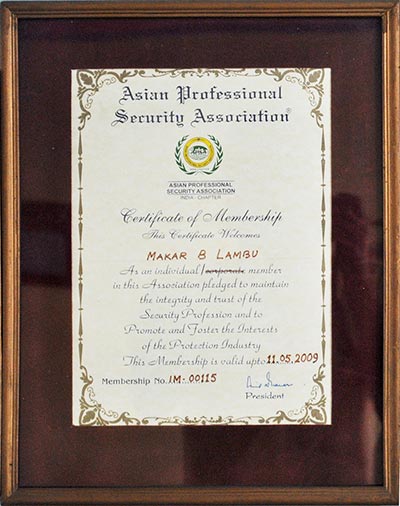 Asian Professional
Security Association®
ASIAN PROFESSIONAL
SECURITY ASSOCIATION
INDIA - CHAPTER
Certificate of Membership
This Certificate Welcomes
MAKAR B LAMBU
As an individual/corporate member
in this Association pledged to maintain
the integrity and trust of the
Security Profession and to
Promote and Foster the Interests
of the Protection Industry
This Membership is valid upto 11.05.2009
Membership No. IM-00115
President